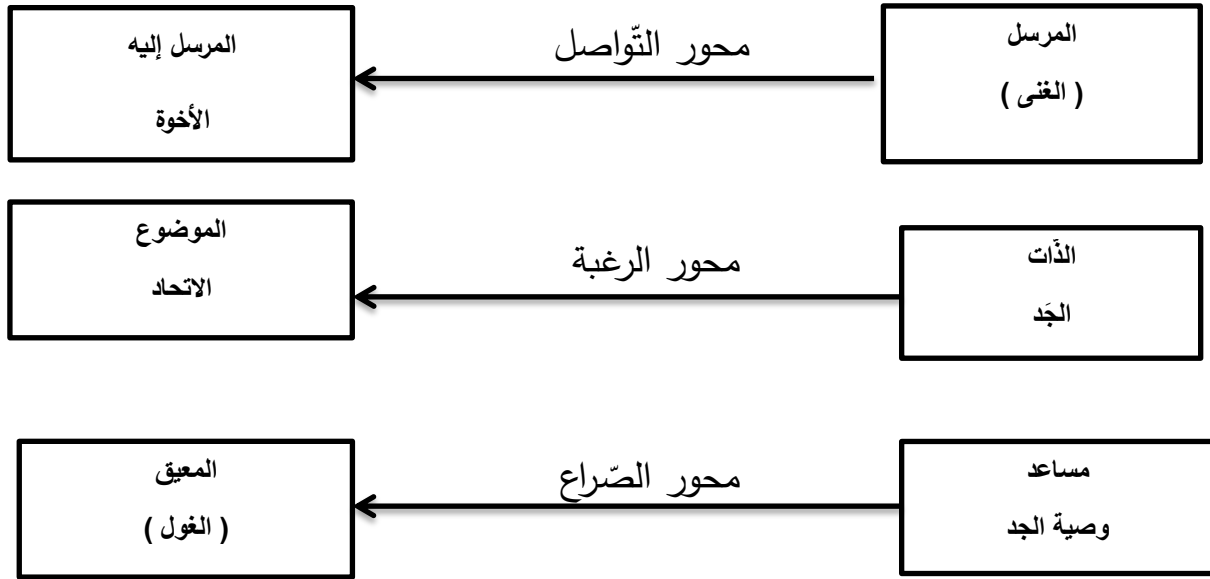 المرسل
( الغنى )
محور التّواصل
المرسل إليه
الأخوة
الذّات
الجَد
محور الرغبة
الموضوع
الاتحاد
مساعد
وصية الجد
محور الصّراع
المعيق
( الغول )